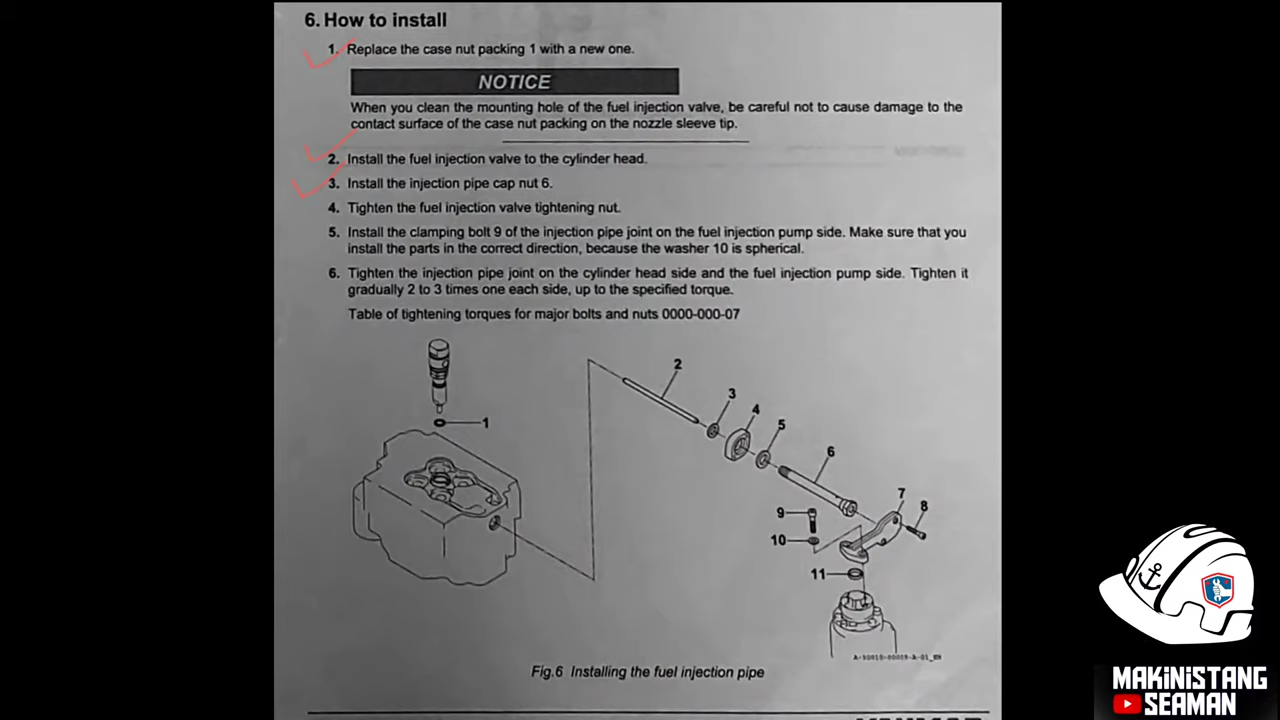 6. How to install
1. Replace the case nut packing 1 with a new one.
NOTICE
When you clean the mounting hole of the fuel injection valve, be careful not to cause damage to the
contact surface of the case nut packing on the nozzle sleeve tip.
2. Install the fuel injection valve to the cylinder head.
3. Install the injection pipe cap nut 6.
4. Tighten the fuel injection valve tightening nut.
5. Install the clamping bolt 9 of the injection pipe joint on the fuel injection pump side. Make sure that you
install the parts in the correct direction, because the washer 10 is spherical.
6. Tighten the injection pipe joint on the cylinder head side and the fuel injection pump side. Tighten it
gradually 2 to 3 times one each side, up to the specified torque.
Table of tightening torques for major bolts and nuts 0000-000-07
1
2
3
4
5
6
7
8
9
10
11
Fig.6 Installing the fuel injection pipe
MAKINISTANG
SEAMAN